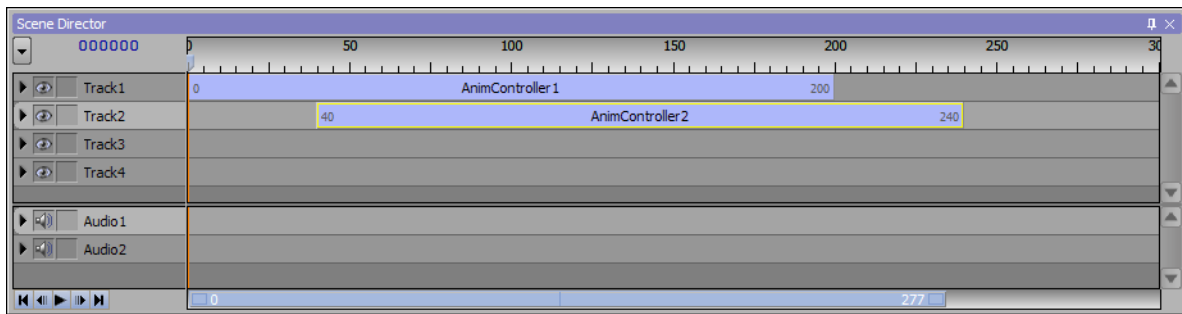 Scene Director
000000 0 50 100 150 200 250 30
Track1 0 AnimController1 200
Track2 40 AnimController2 240
Track3
Track4
Audio1
Audio2
0 277